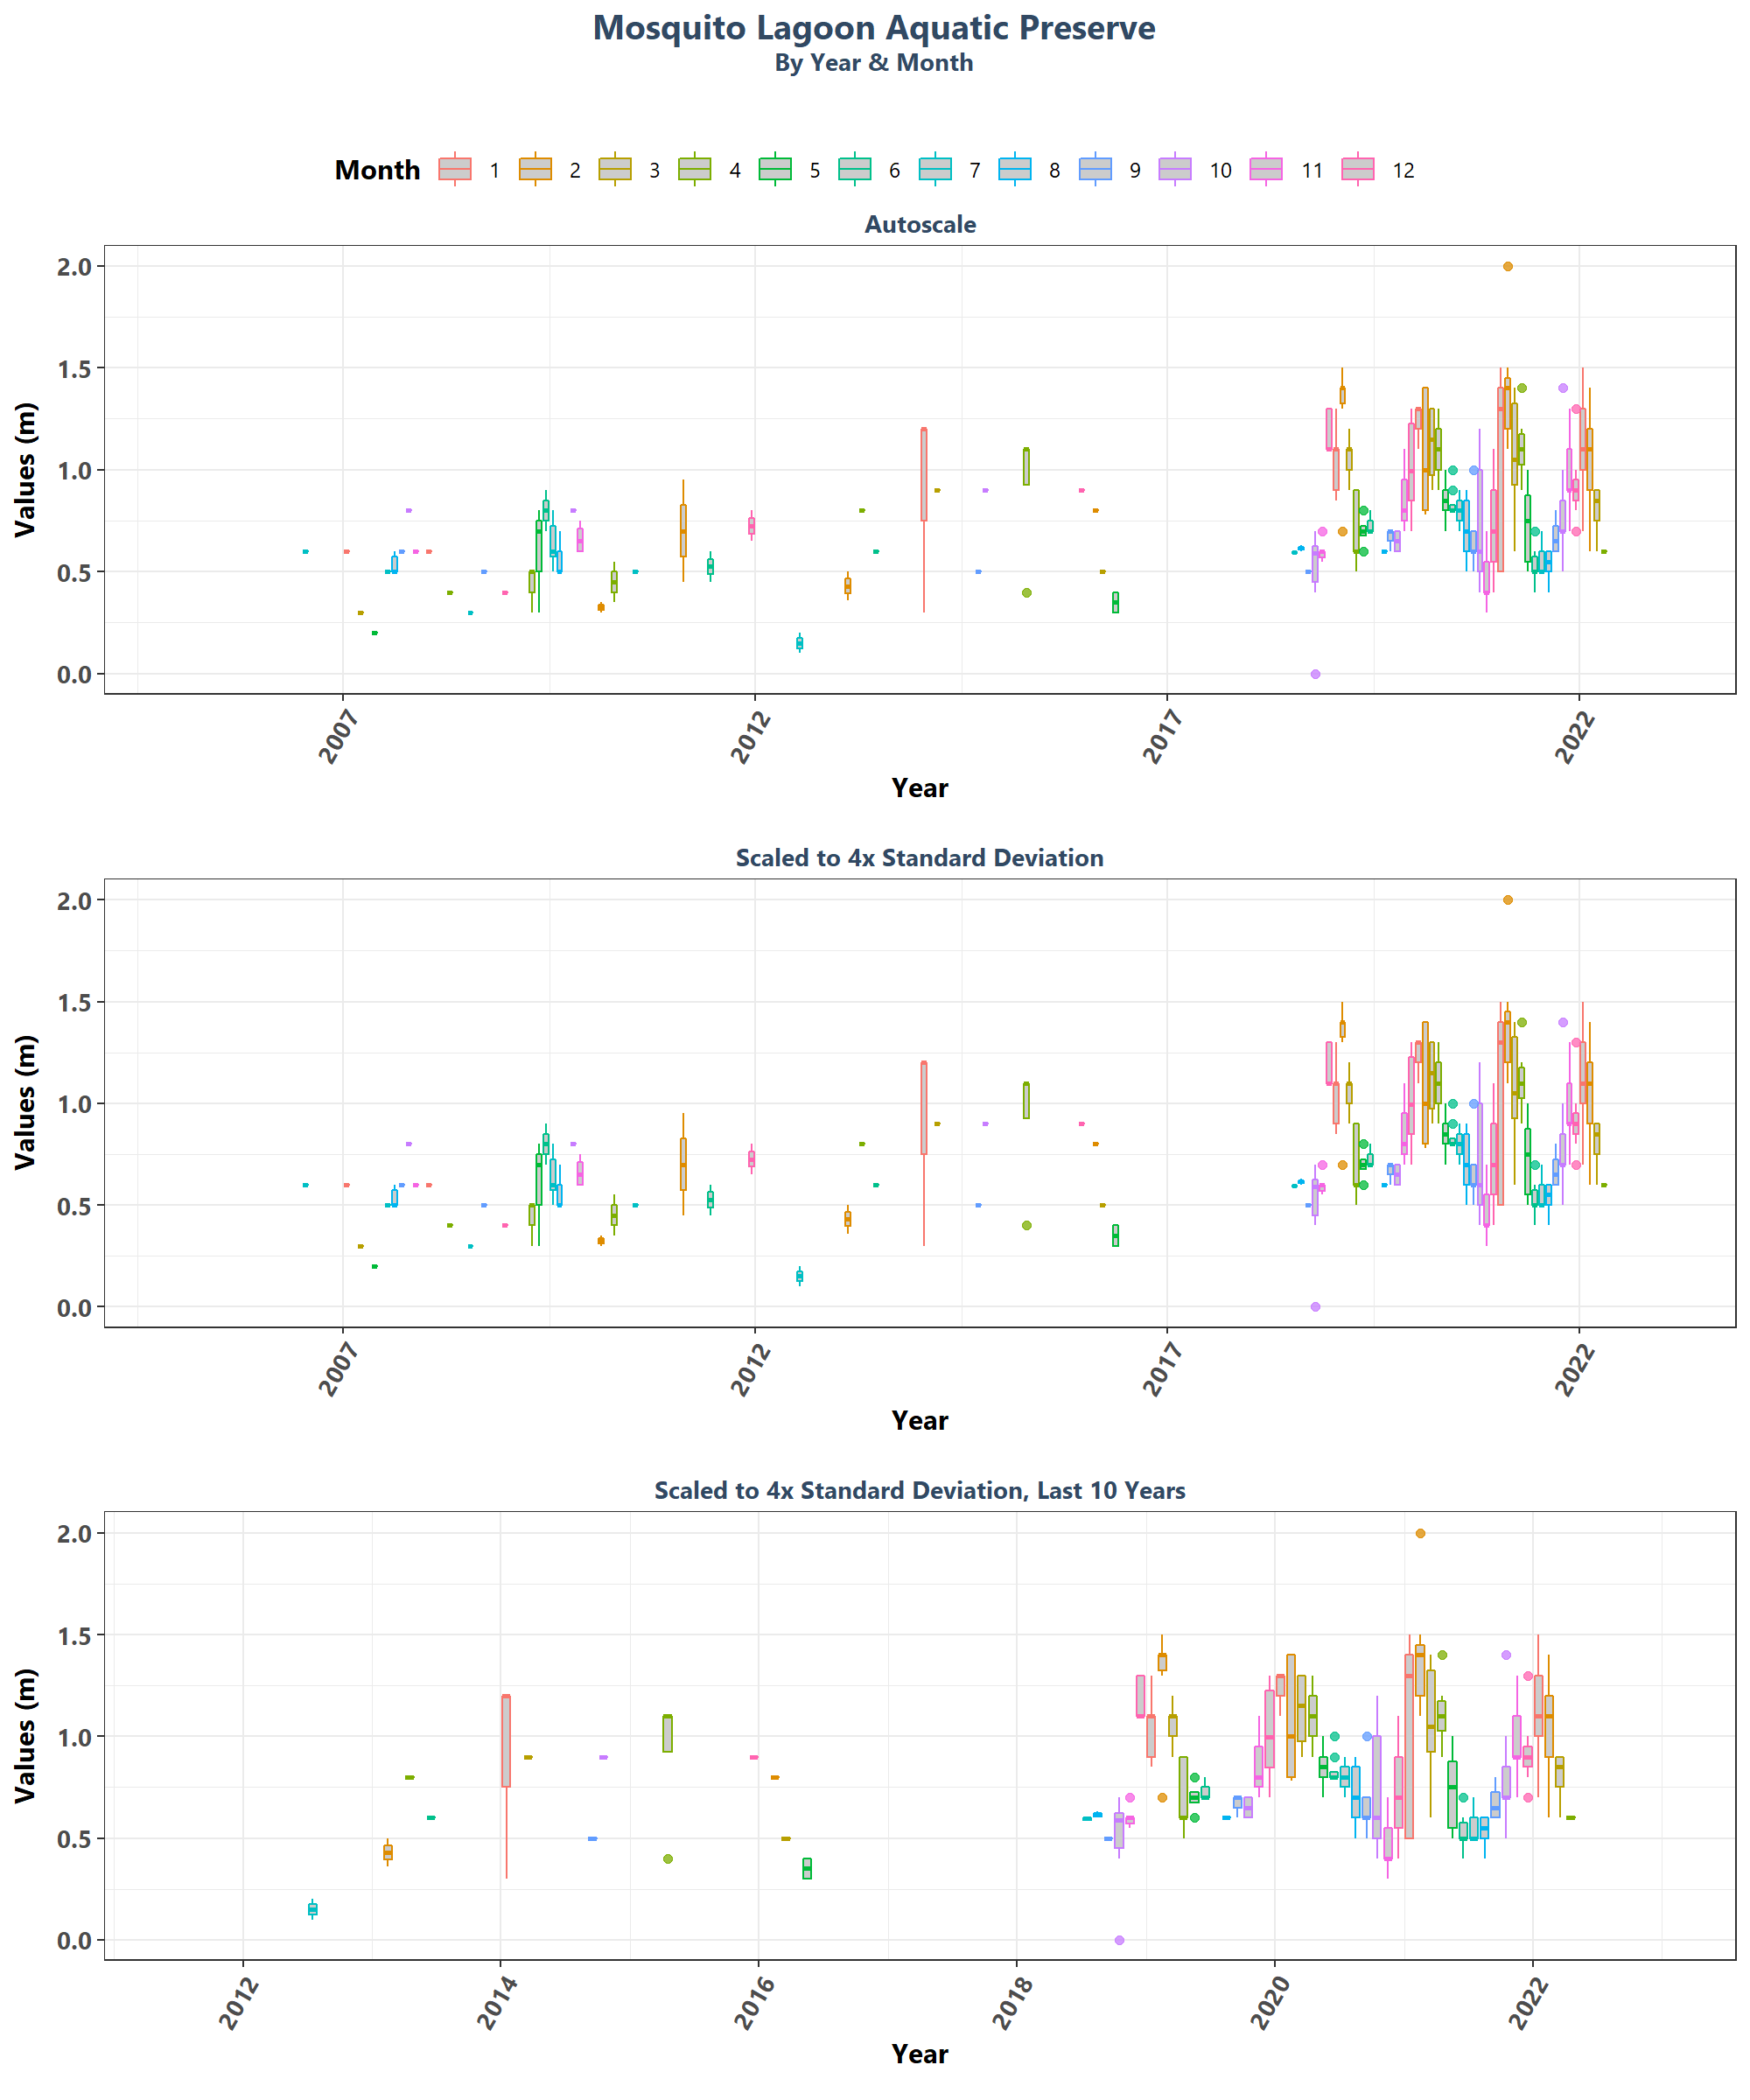 Mosquito Lagoon Aquatic Preserve
By Year & Month
Month 1 2 3 4 5 6 7 8 9 10 11 12
Autoscale
Values (m)
2.0
1.5
1.0
0.5
0.0
2007 2012 2017 2022
Year
Scaled to 4x Standard Deviation
Values (m)
2.0
1.5
1.0
0.5
0.0
2007 2012 2017 2022
Year
Scaled to 4x Standard Deviation, Last 10 Years
Values (m)
2.0
1.5
1.0
0.5
0.0
2012 2014 2016 2018 2020 2022
Year